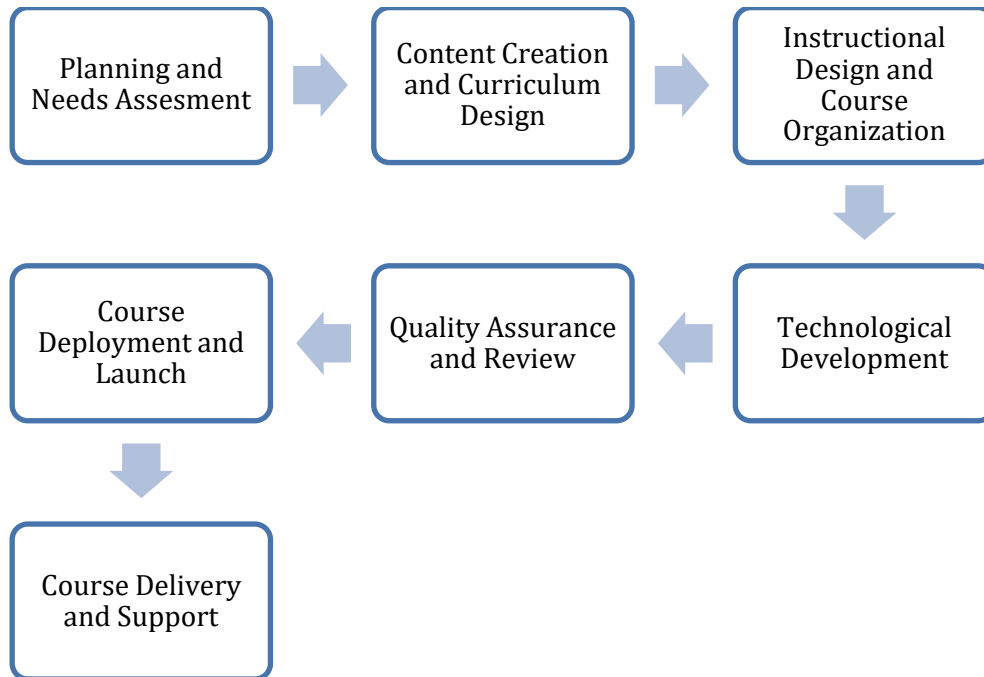 Planning and
Needs Assesment
Content Creation
and Curriculum
Design
Instructional
Design and
Course
Organization
Technological
Development
Quality Assurance
and Review
Course
Deployment and
Launch
Course Delivery
and Support